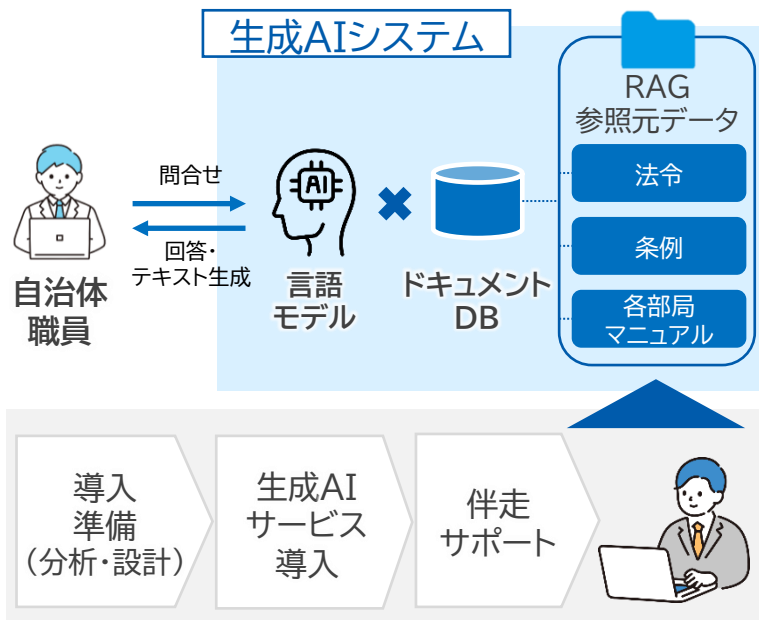 生成AIシステム
RAG
参照元データ
法令
条例
各部局
マニュアル
問合せ
回答・
テキスト生成
自治体
職員
AI
言語
モデル
ドキュメント
DB
導入
準備
（分析・設計）
生成AI
サービス
導入
伴走
サポート